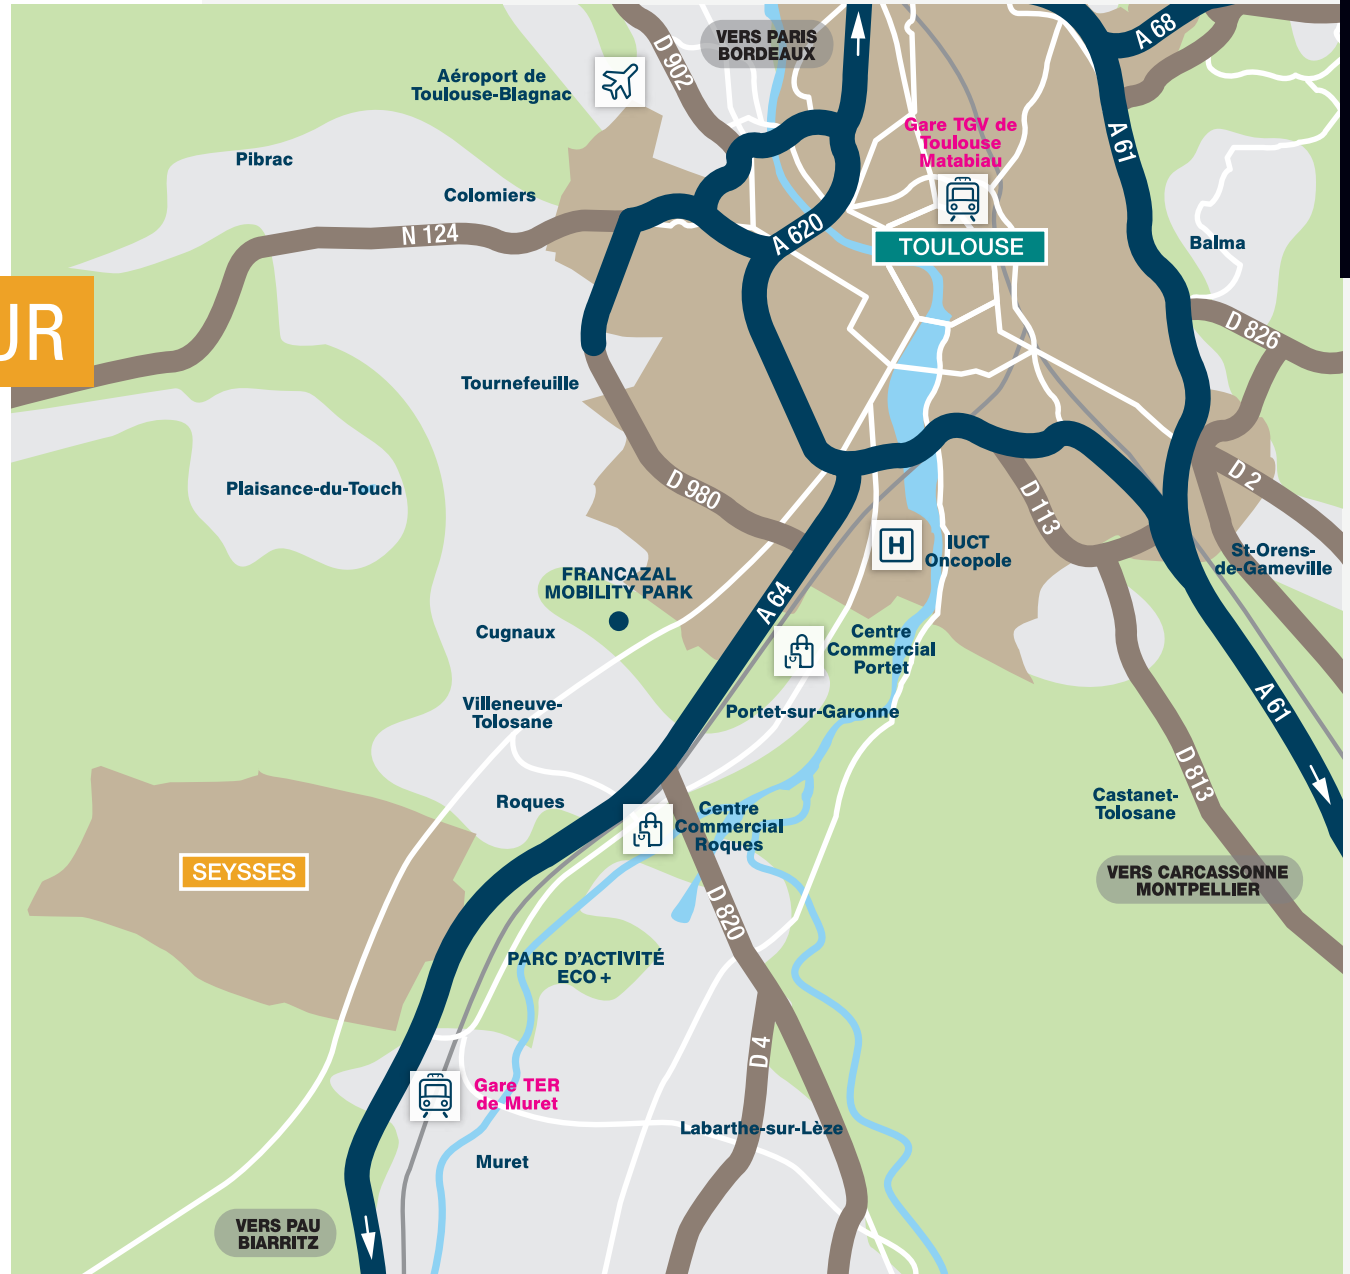 VERS PARIS
BORDEAUX
A 68
D 902
Aéroport de
Toulouse-Blagnac
Gare TGV de
Toulouse
Matabiau
A 61
Pibrac
Colomiers
N 124
A 620
TOULOUSE
Balma
UR
D 826
Tournefeuille
Plaisance-du-Touch
D 980
D 2
D 113
IUCT
Oncopole
St-Orens-
de-Gameville
FRANCAZAL
MOBILITY PARK
A 64
Cugnaux
Centre
Commercial
Portet
Villeneuve-
Tolosane
Portet-sur-Garonne
A 61
D 813
Roques
Centre
Commercial
Roques
Castanet-
Tolosane
SEYSSES
VERS CARCASSONNE
MONTPELLIER
D 820
PARC D'ACTIVITÉ
ECO +
D 4
Gare TER
de Muret
Labarthe-sur-Lèze
Muret
VERS PAU
BIARRITZ
H